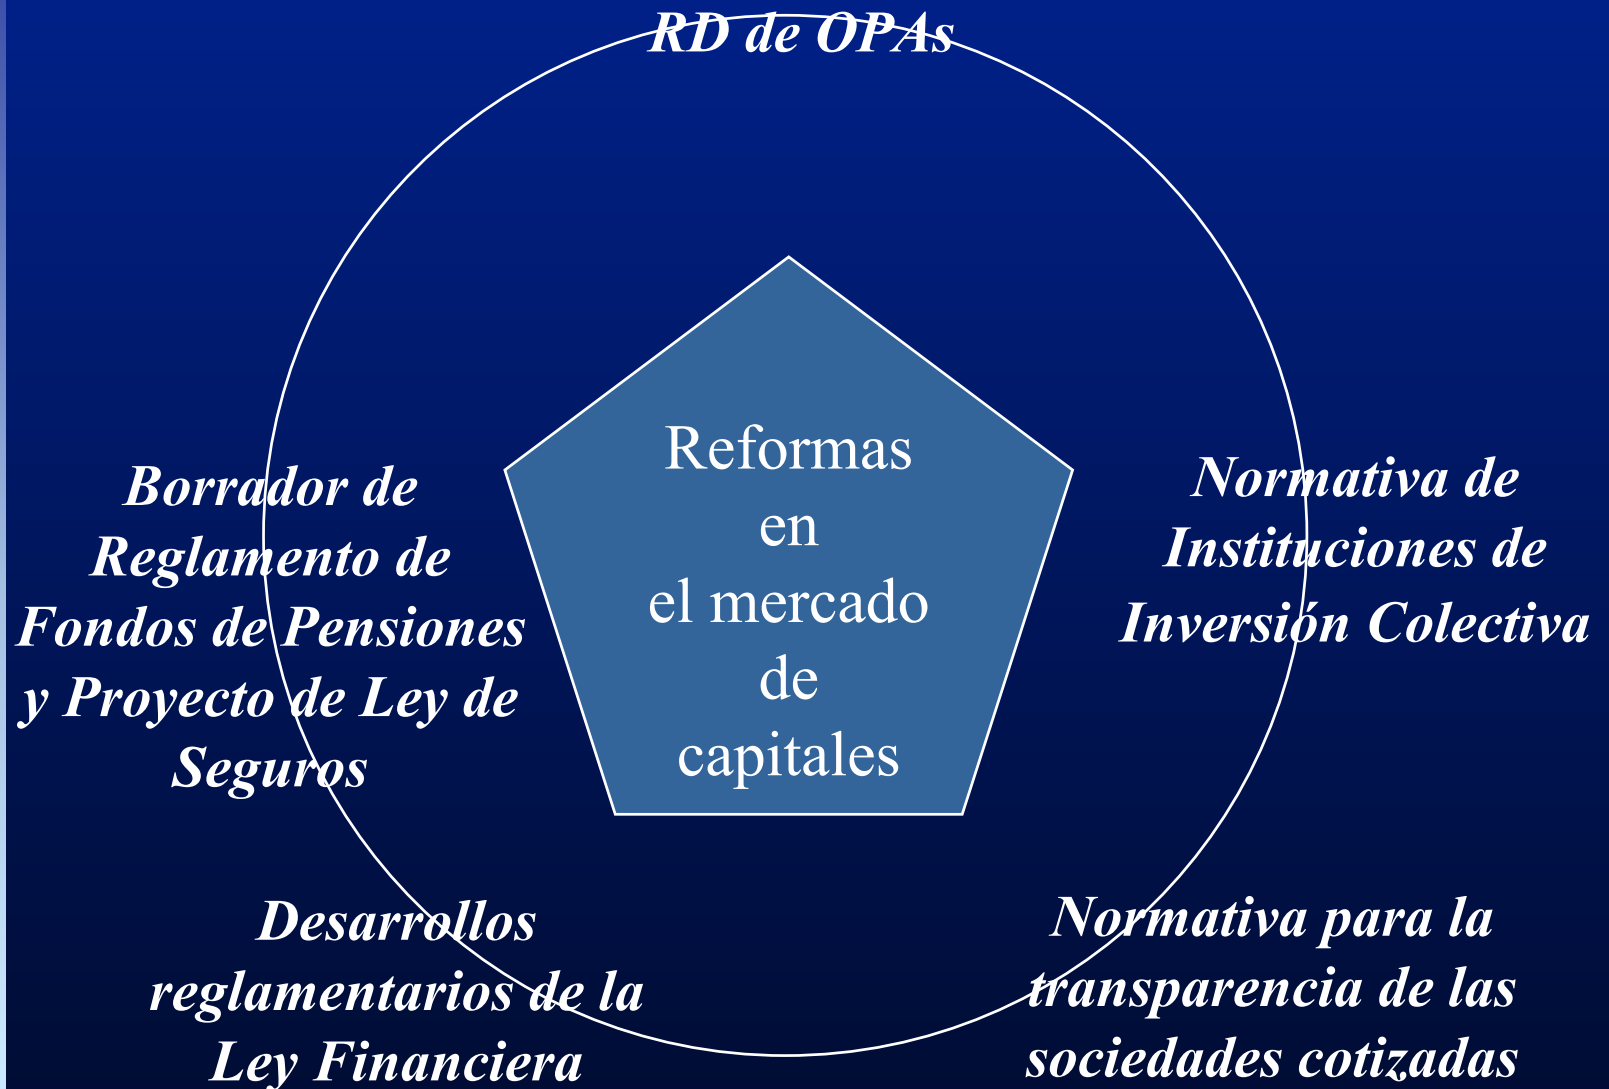 RD de OPAs
Reformas
en
el mercado
de
capitales
Borrador de
Reglamento de
Fondos de Pensiones
y Proyecto de Ley de
Seguros
Normativa de
Instituciones de
Inversión Colectiva
Desarrollos
reglamentarios de la
Ley Financiera
Normativa para la
transparencia de las
sociedades cotizadas